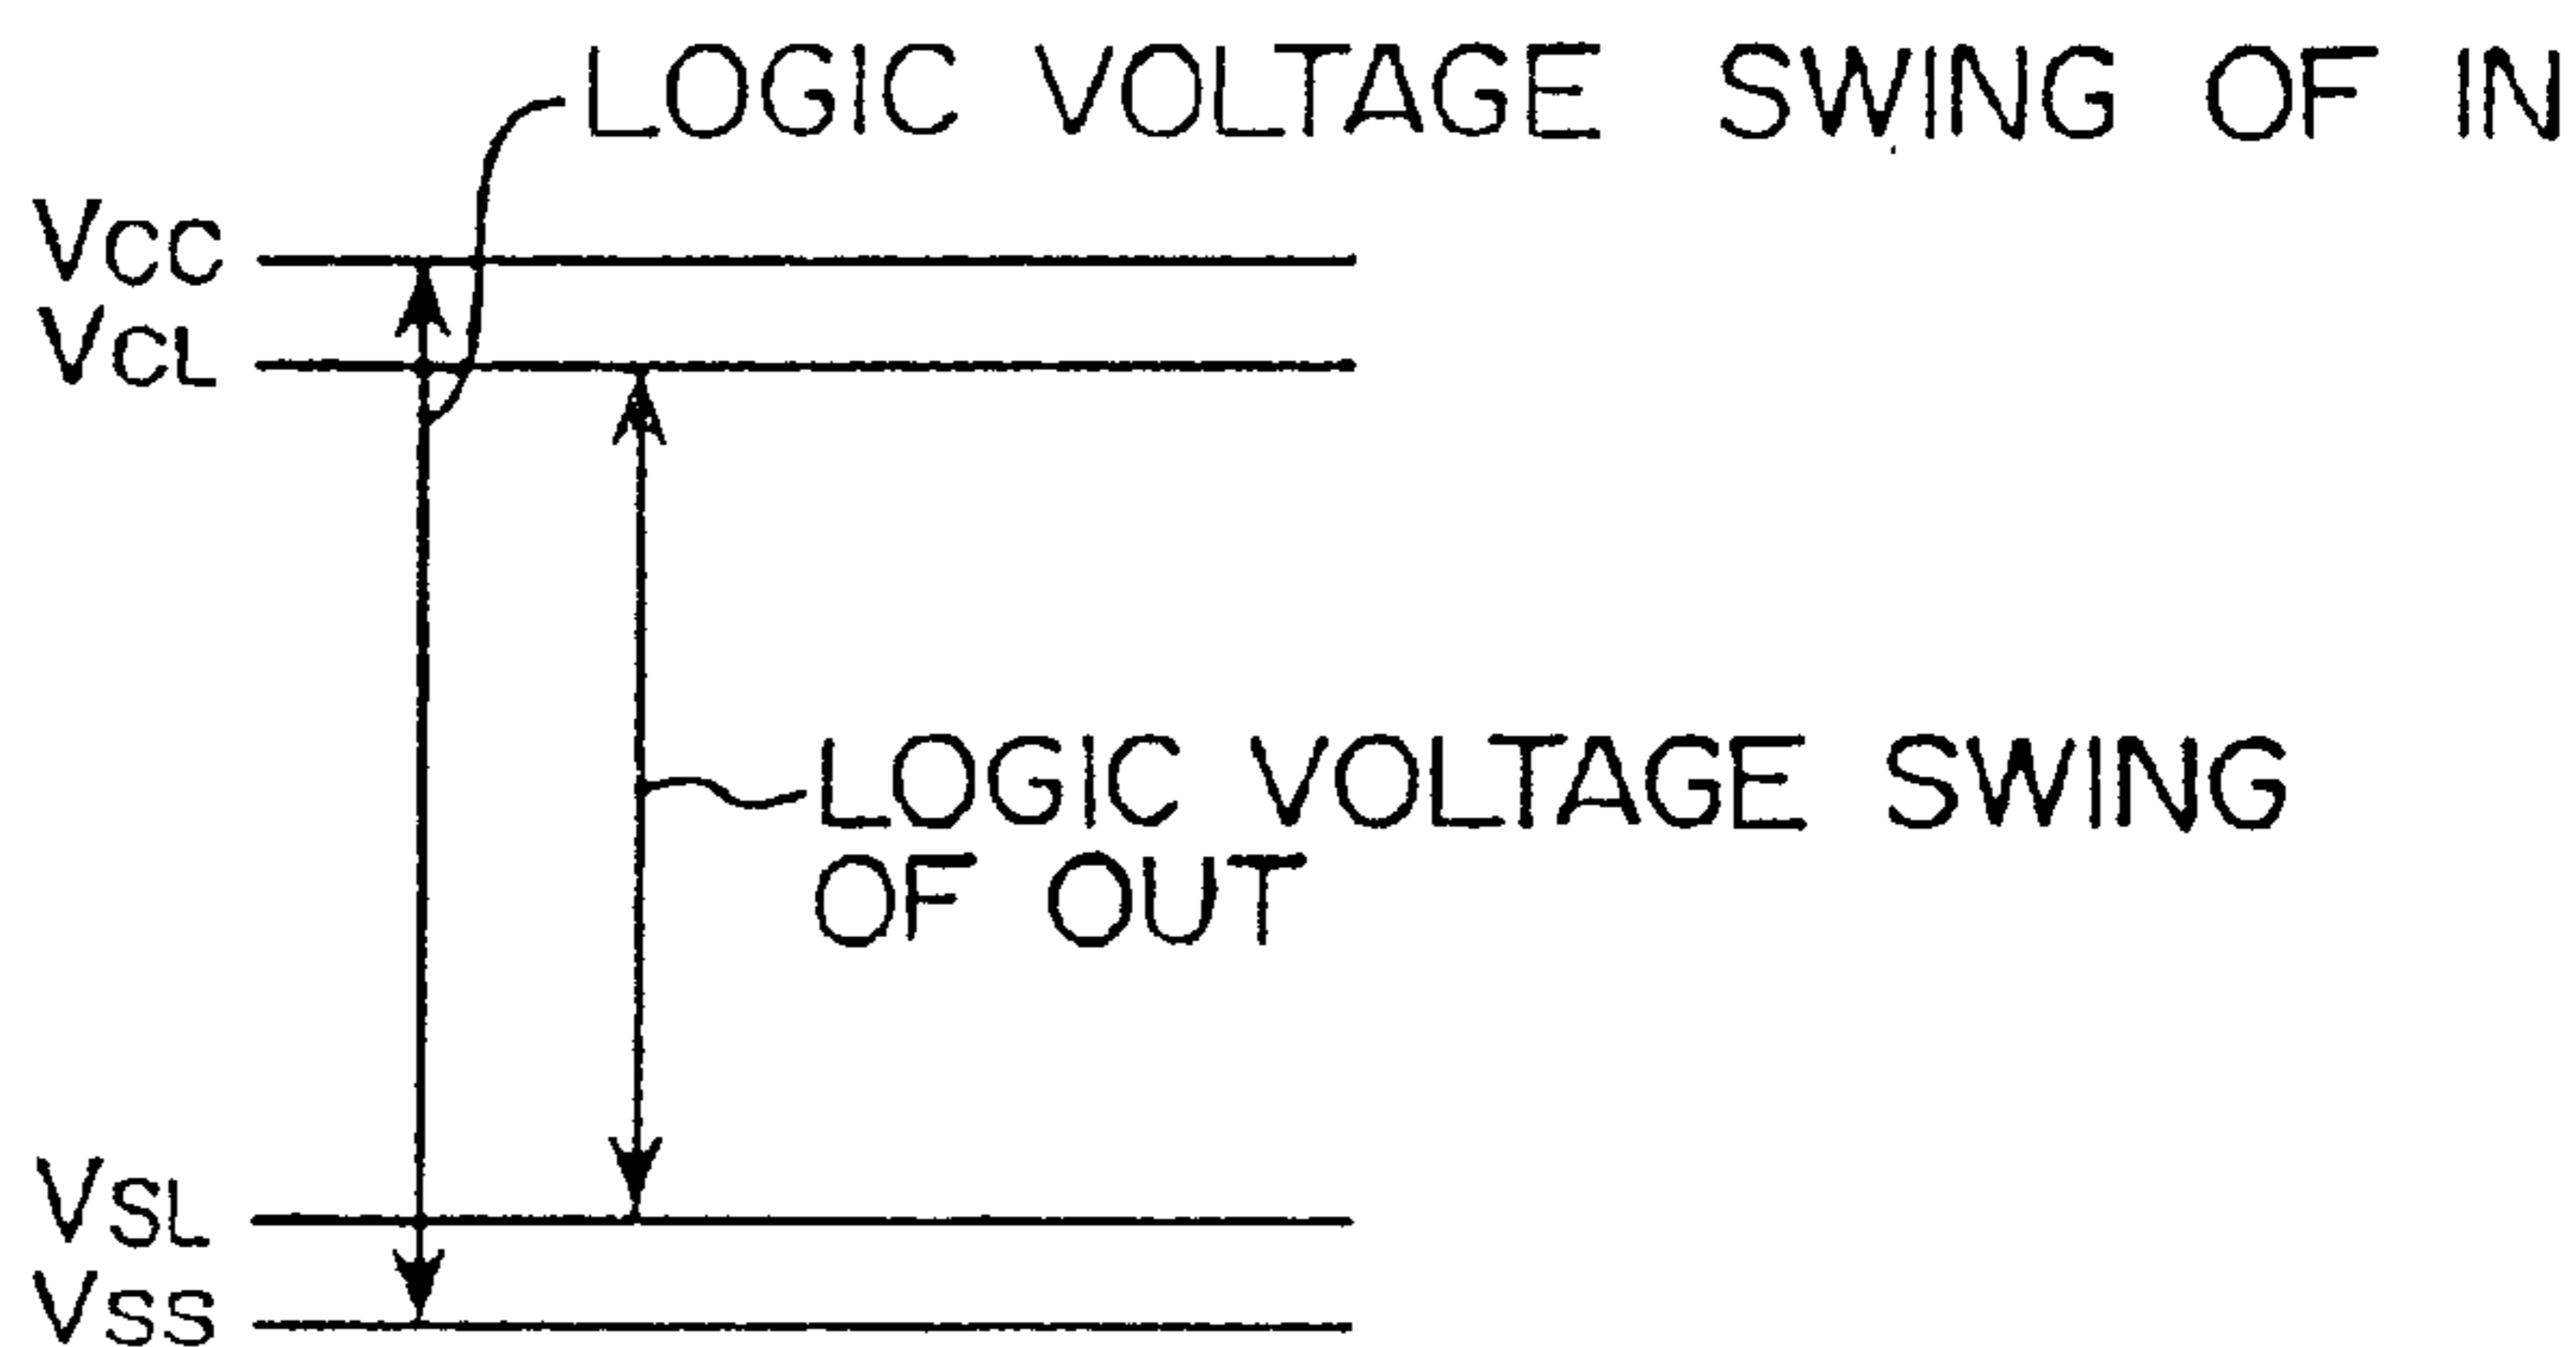 LOGIC VOLTAGE SWING OF IN
VCC
VCL
LOGIC VOLTAGE SWING
OF OUT
VSL
VSS